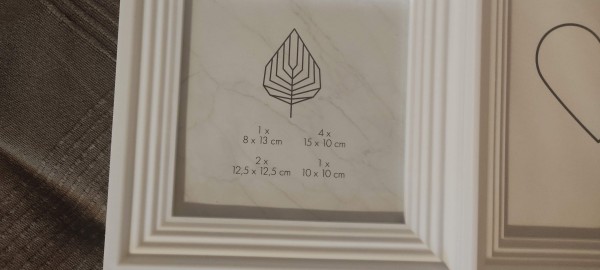 1 x 4 x
8 x 13 cm 15 x 10 cm
2 x 1 x
12,5 x 12,5 cm 10 x 10 cm